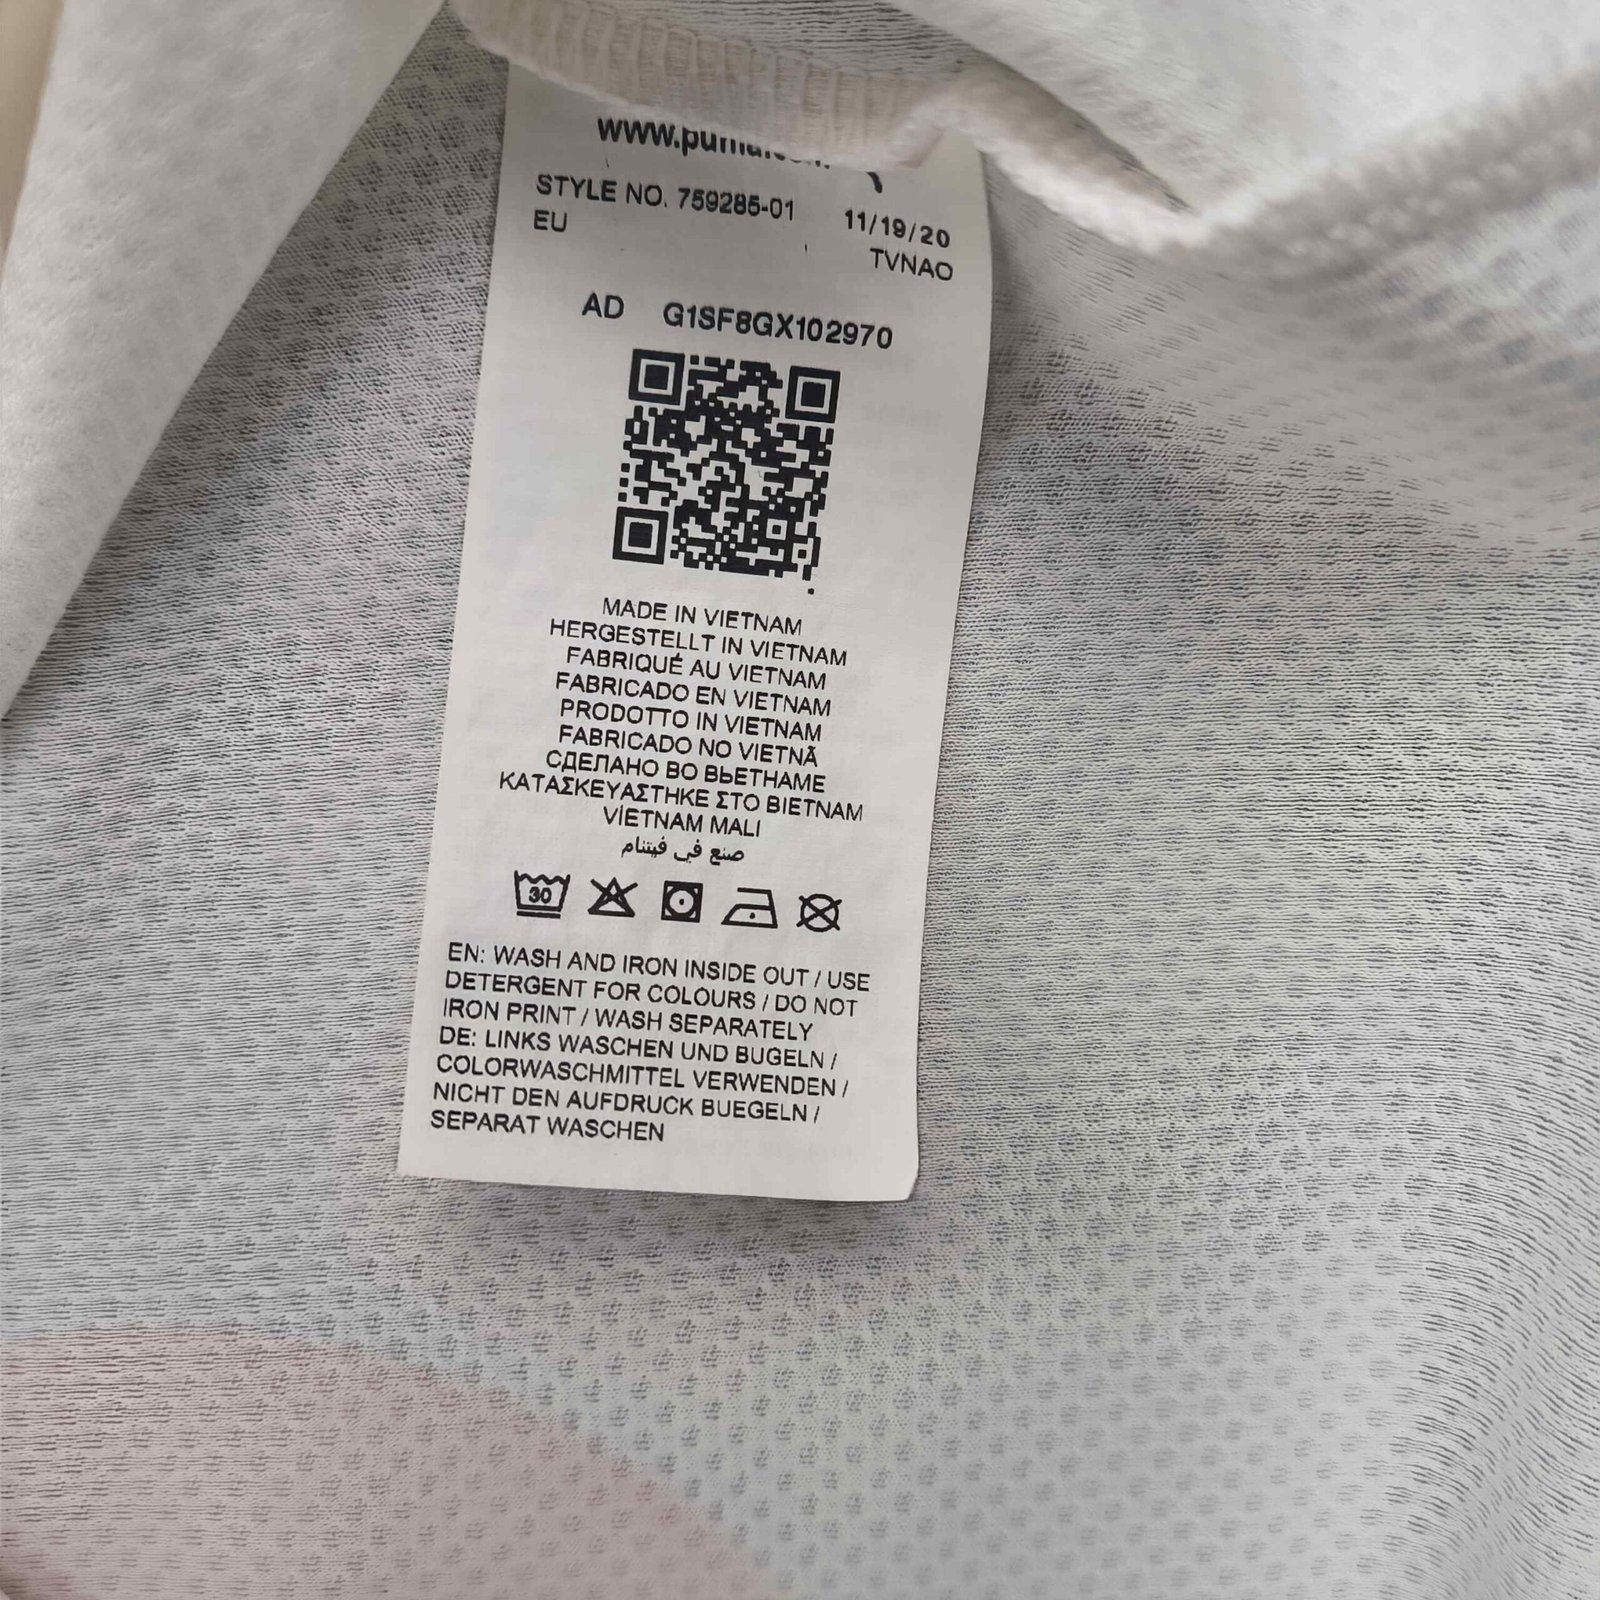 STYLE NO. 759285-01 11/19/20
EU TVNAO
AD G1SF8GX102970
MADE IN VIETNAM
HERGESTELLT IN VIETNAM
FABRIQUÉ AU VIETNAM
FABRICADO EN VIETNAM
PRODOTTO IN VIETNAM
FABRICADO NO VIETNÃ
СДЕЛАНО ВО ВЬЕТНАМЕ
ΚΑΤΑΣΚΕΥΑΣΤΗΚΕ ΣΤΟ ΒΙΕΤΝΑΜ
VİETNAM MALI
صنع في فيتنام
30
EN: WASH AND IRON INSIDE OUT / USE
DETERGENT FOR COLOURS / DO NOT
IRON PRINT / WASH SEPARATELY
DE: LINKS WASCHEN UND BUGELN /
COLORWASCHMITTEL VERWENDEN /
NICHT DEN AUFDRUCK BUEGELN /
SEPARAT WASCHEN